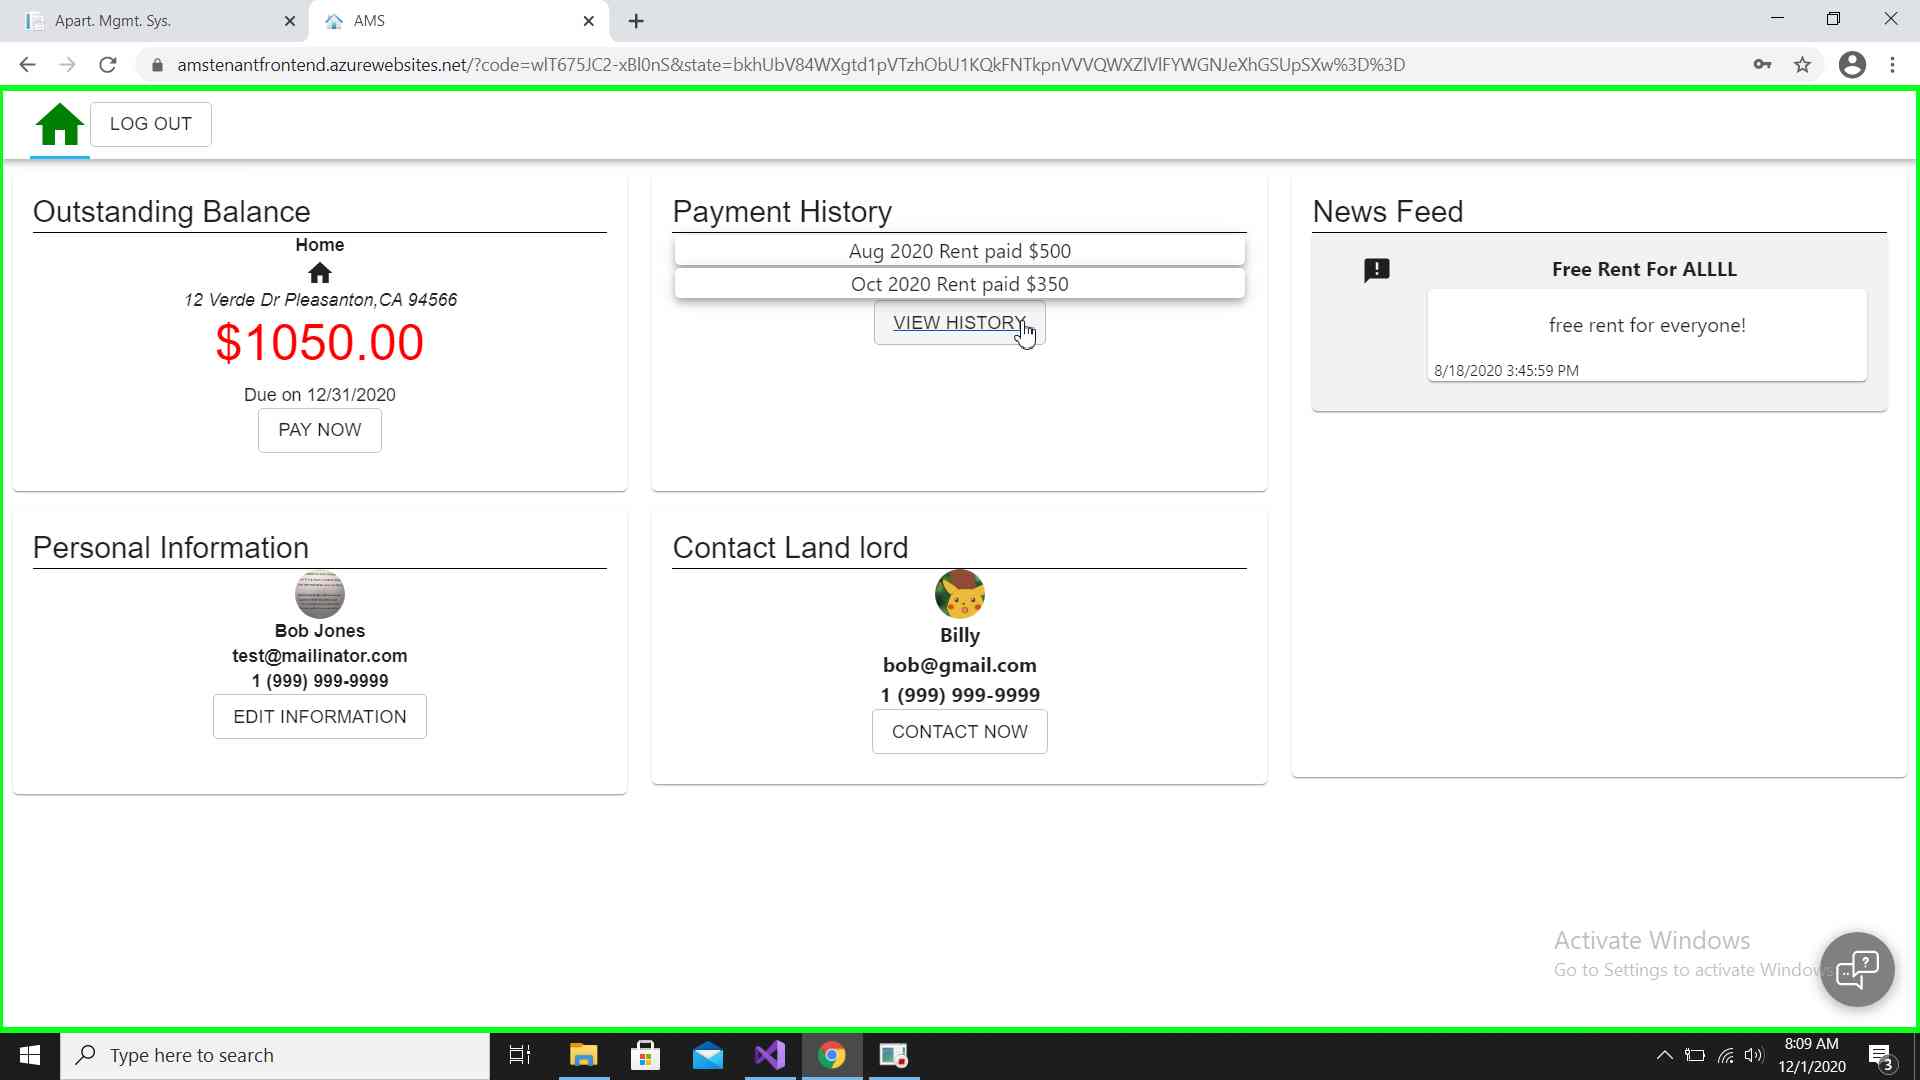 Apart. Mgmt. Sys.
AMS
amstenantfrontend.azurewebsites.net/?code=wlT675JC2-xBl0nS&state=bkhUbV84WXgtd1pVTzhObU1KQkFNTkpnVVVQWXZlVlFYWGNJeXhGSUpSXw%3D%3D
LOG OUT
Outstanding Balance
Home
12 Verde Dr Pleasanton,CA 94566
$1050.00
Due on 12/31/2020
PAY NOW
Payment History
Aug 2020 Rent paid $500
Oct 2020 Rent paid $350
VIEW HISTORY
News Feed
Free Rent For ALLLL
free rent for everyone!
8/18/2020 3:45:59 PM
Personal Information
Bob Jones
test@mailinator.com
1 (999) 999-9999
EDIT INFORMATION
Contact Land lord
Billy
bob@gmail.com
1 (999) 999-9999
CONTACT NOW
Activate Windows
Go to Settings to activate Windows
Type here to search
8:09 AM
12/1/2020
3